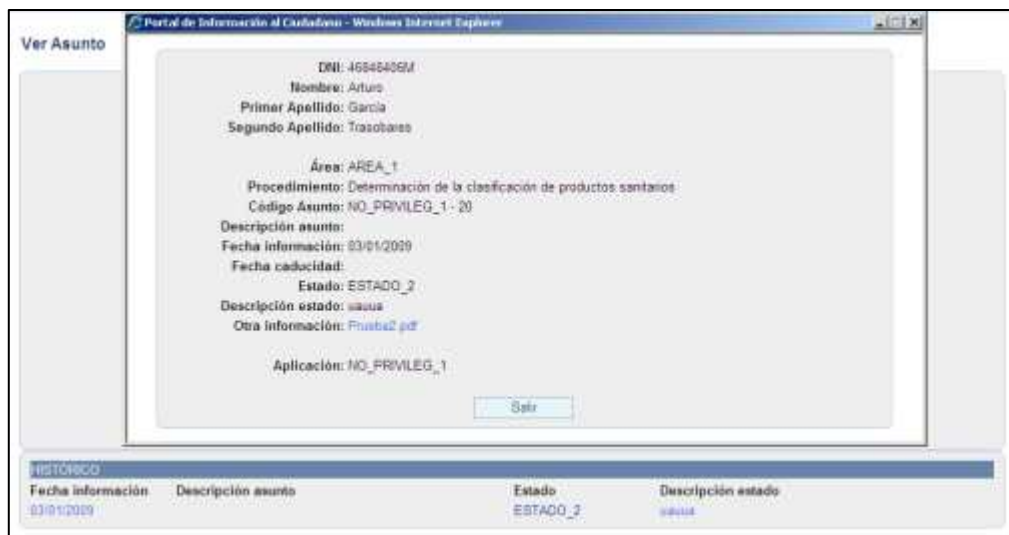 Portal de Información al Ciudadano - Windows Internet Explorer
Ver Asunto
DNI: 46846406M
Nombre: Arturo
Primer Apellido: García
Segundo Apellido: Trasobares
Área: AREA_1
Procedimiento: Determinación de la clasificación de productos sanitarios
Código Asunto: NO_PRIVILEG_1 - 20
Descripción asunto:
Fecha información: 03/01/2009
Fecha caducidad:
Estado: ESTADO_2
Descripción estado:
Otra información: Prueba2.pdf
Aplicación: NO_PRIVILEG_1
Salir
HISTÓRICO
Fecha información Descripción asunto Estado Descripción estado
03/01/2009 ESTADO_2